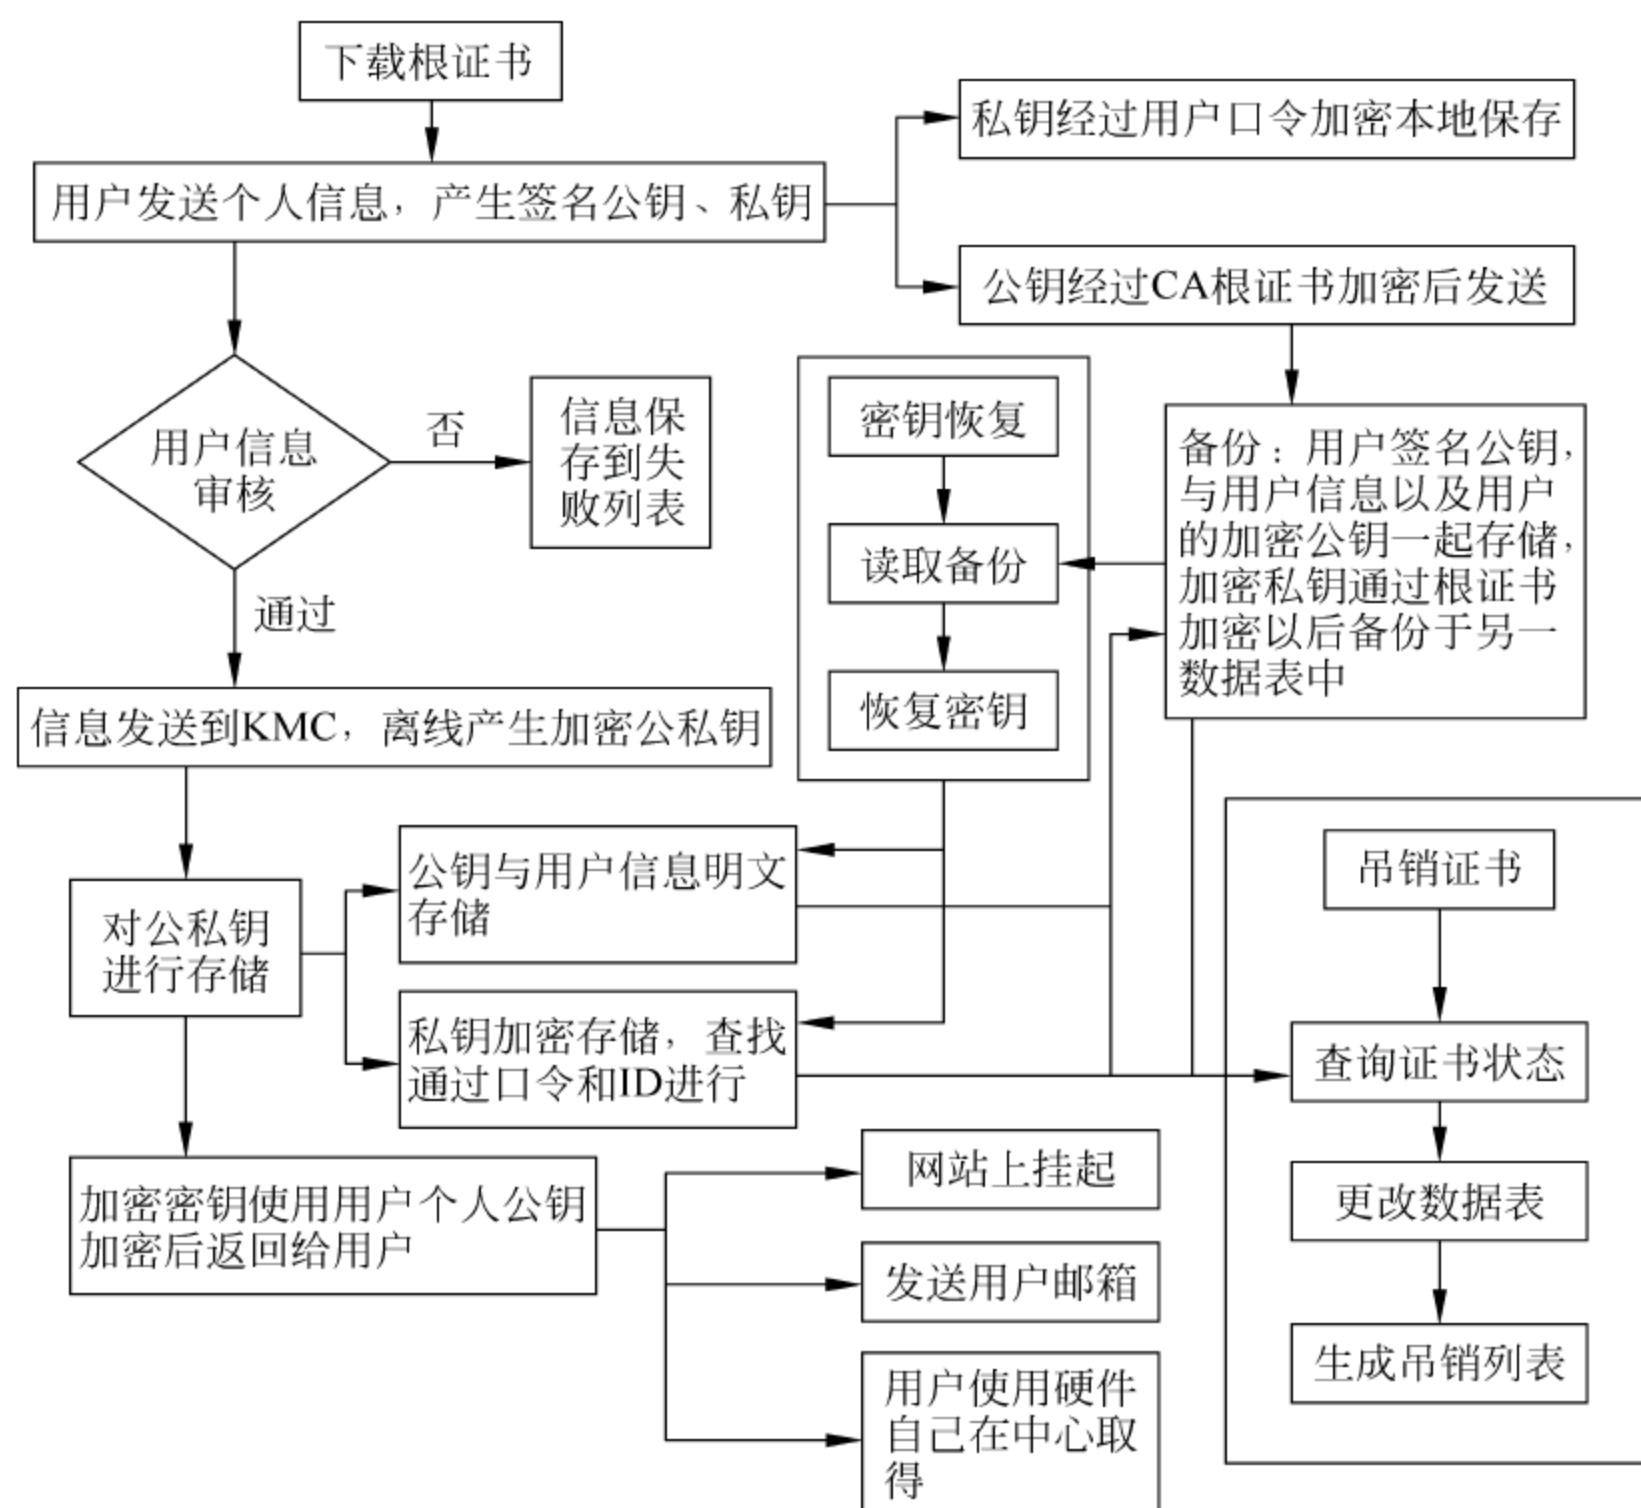 下载根证书
私钥经过用户口令加密本地保存
用户发送个人信息，产生签名公钥、私钥
公钥经过CA根证书加密后发送
用户信息
审核
否
信息保
存到失
败列表
通过
密钥恢复
读取备份
恢复密钥
备份：用户签名公钥，
与用户信息以及用户
的加密公钥一起存储，
加密私钥通过根证书
加密以后备份于另一
数据表中
信息发送到KMC，离线产生加密公私钥
对公私钥
进行存储
公钥与用户信息明文
存储
私钥加密存储，查找
通过口令和ID进行
吊销证书
查询证书状态
更改数据表
生成吊销列表
加密密钥使用用户个人公钥
加密后返回给用户
网站上挂起
发送用户邮箱
用户使用硬件
自己在中心取
得